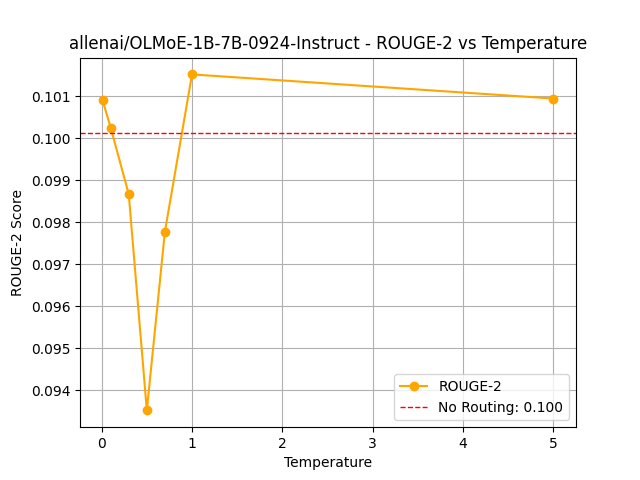 allenai/OLMoE-1B-7B-0924-Instruct - ROUGE-2 vs Temperature
0.101
0.100
0.099
0.098
0.097
0.096
0.095
0.094
ROUGE-2 Score
ROUGE-2
No Routing: 0.100
0 1 2 3 4 5
Temperature